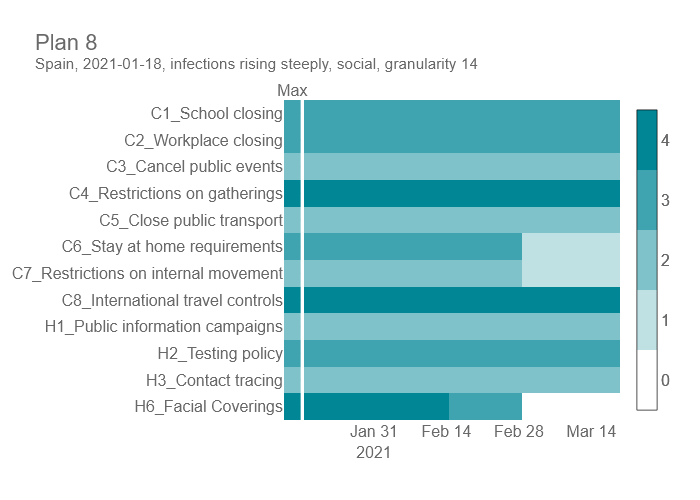 Plan 8
Spain, 2021-01-18, infections rising steeply, social, granularity 14
Max
C1_School closing
C2_Workplace closing
C3_Cancel public events
C4_Restrictions on gatherings
C5_Close public transport
C6_Stay at home requirements
C7_Restrictions on internal movement
C8_International travel controls
H1_Public information campaigns
H2_Testing policy
H3_Contact tracing
H6_Facial Coverings
Jan 31 Feb 14 Feb 28 Mar 14
2021
4
3
2
1
0